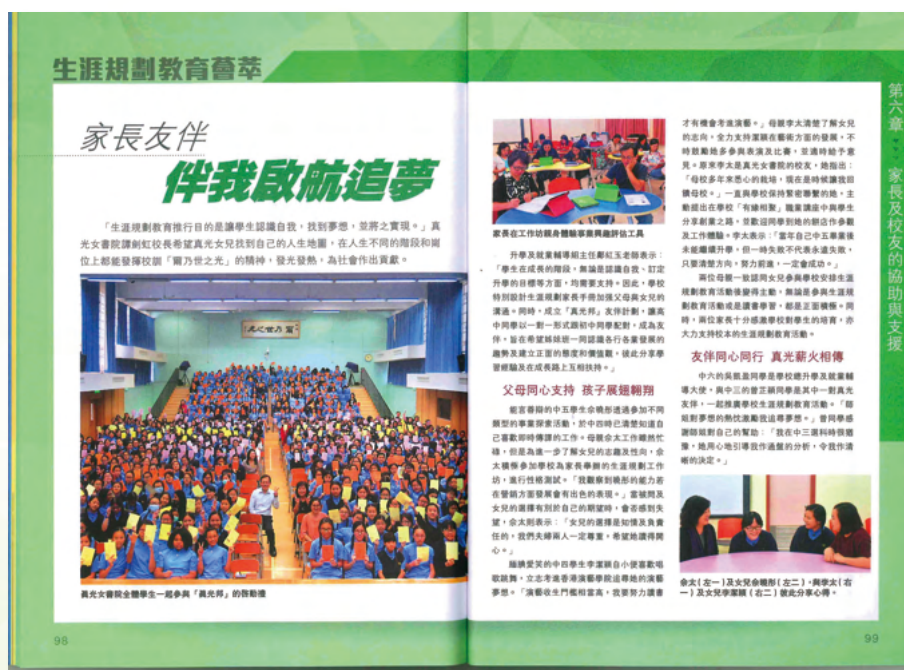 生涯規劃教育薈萃
家長友伴
伴我啟航追夢
「生涯規劃教育推行目的是讓學生認識自我，找到夢想，並將之實現。」真
光女書院譚劍虹校長希望真光女兒找到自己的人生地圖，在人生不同的階段和崗
位上都能發揮校訓「爾乃世之光」的精神，發光發熱，為社會作出貢獻。
真光女書院全體學生一起參與「真光邦」的啓動禮
98
家長在工作坊親身體驗事業興趣評估工具
升學及就業輔導組主任鄭紅玉老師表示：
「學生在成長的階段，無論是認識自我、訂定
升學的目標等方面，均需要支持。因此，學校
特別設計生涯規劃家長手冊加強父母與女兒的
溝通。同時，成立『真光邦』友伴計劃，讓高
中同學以一對一形式跟初中同學配對，成為友
伴，旨在希望姊妹班一同認識各行各業發展的
趨勢及建立正面的態度和價值觀，彼此分享學
習經驗及在成長路上互相扶持。」
父母同心支持 孩子展翅翱翔
能言善辯的中五學生佘曉彤透過參加不同
類型的事業探索活動，於中四時已清楚知道自
己喜歡即時傳譯的工作。母親佘太工作雖然忙
碌，但是為進一步了解女兒的志趣及性向，佘
太積極參加學校為家長舉辦的生涯規劃工作
坊，進行性格測試。「我觀察到曉彤的能力若
在營銷方面發展會有出色的表現。」當被問及
女兒的選擇有別於自己的期望時，會否感到失
望，佘太則表示：「女兒的選擇是知情及負責
任的，我們夫婦兩人一定尊重，希望她讀得開
心。」
靦腆愛笑的中四學生李潔穎自小便喜歡唱
歌跳舞，立志考進香港演藝學院追尋她的演藝
夢想。「演藝收生門檻相當高，我要努力讀書
才有機會考進演藝。」母親李太清楚了解女兒
的志向，全力支持潔穎在藝術方面的發展，不
時鼓勵她多參與表演及比賽，並適時給予意
見。原來李太是真光女書院的校友，她指出：
「母校多年來悉心的栽培，現在是時候讓我回
饋母校。」一直與學校保持緊密聯繫的她，主
動提出在學校「有線相聚」職業講座中與學生
分享創業之路，並歡迎同學到她的餅店作參觀
及工作體驗。李太表示：「當年自己中五畢業後
未能繼續升學，但一時失敗不代表永遠失敗，
只要清楚方向，努力前進，一定會成功。」
兩位母親一致認同女兒參與學校安排生涯
規劃教育活動後變得主動，無論是參與生涯規
劃教育活動或是讀書學習，都是正面積極。同
時，兩位家長十分感激學校對學生的培育，亦
大力支持校本的生涯規劃教育活動。
友伴同心同行 真光薪火相傳
中六的吳凱盈同學是學校總升學及就業輔
導大使，與中三的曾芷穎同學是其中一對真光
友伴，一起推廣學校生涯規劃教育活動。「師
姐對夢想的熱忱激勵我追尋夢想。」曾同學感
謝師姐對自己的幫助：「我在中三選科時很猶
豫，她用心地引導我作適盤的分析，令我作清
晰的決定。」
佘太（左一）及女兒佘曉彤（左二），與李太（右
一）及女兒李潔穎（右二）彼此分享心得。
第六章 家長及校友的協助與支援
99